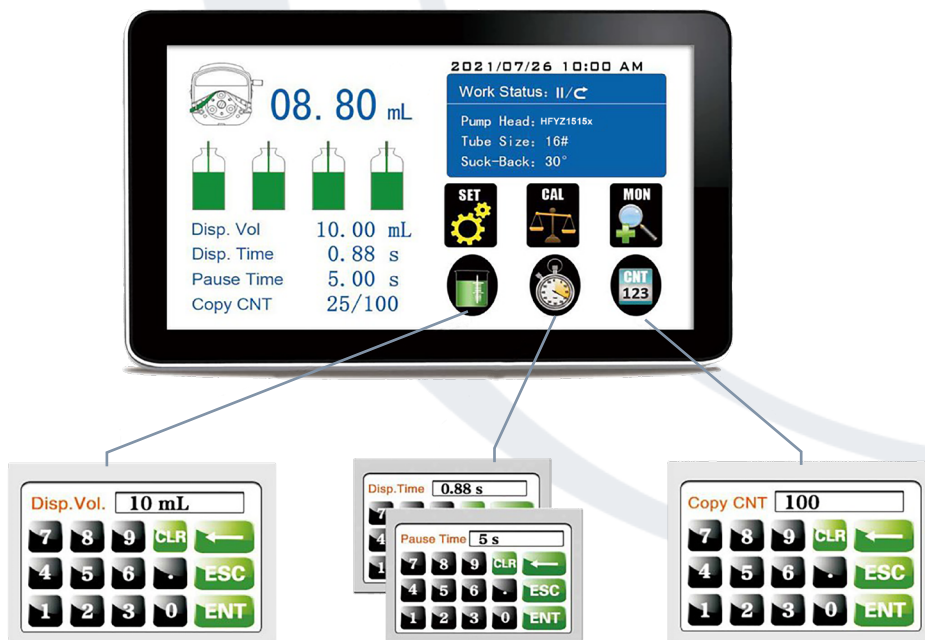 2021/07/26 10:00 AM
08.80 mL
Work Status: II/
Pump Head: HFYZ1515x
Tube Size: 16#
Suck-Back: 30°
SET
CAL
MON
Disp. Vol 10.00 mL
Disp. Time 0.88 s
Pause Time 5.00 s
Copy CNT 25/100
CNT
123
Disp.Vol. 10 mL
7 8 9 CLR
4 5 6 . ESC
1 2 3 0 ENT
Disp.Time 0.88 s
7
4
1
Pause Time 5 s
7 8 9 CLR
4 5 6 . ESC
1 2 3 0 ENT
Copy CNT 100
7 8 9 CLR
4 5 6 . ESC
1 2 3 0 ENT